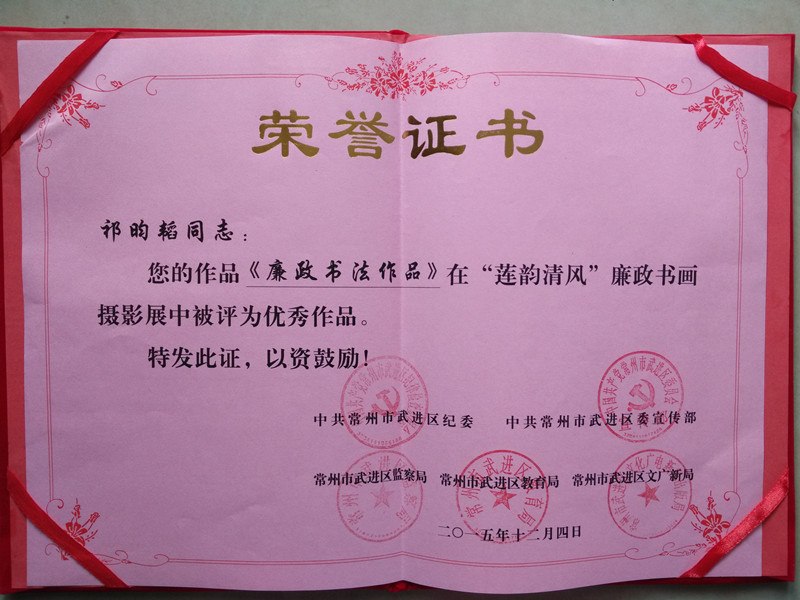 荣誉证书
祁昀韬同志：
您的作品《廉政书法作品》在“莲韵清风”廉政书画
摄影展中被评为优秀作品。
特发此证，以资鼓励！
中共常州市武进区纪委 中共常州市武进区委宣传部
常州市武进区监察局 常州市武进区教育局 常州市武进区文广新局
二〇一五年十二月四日